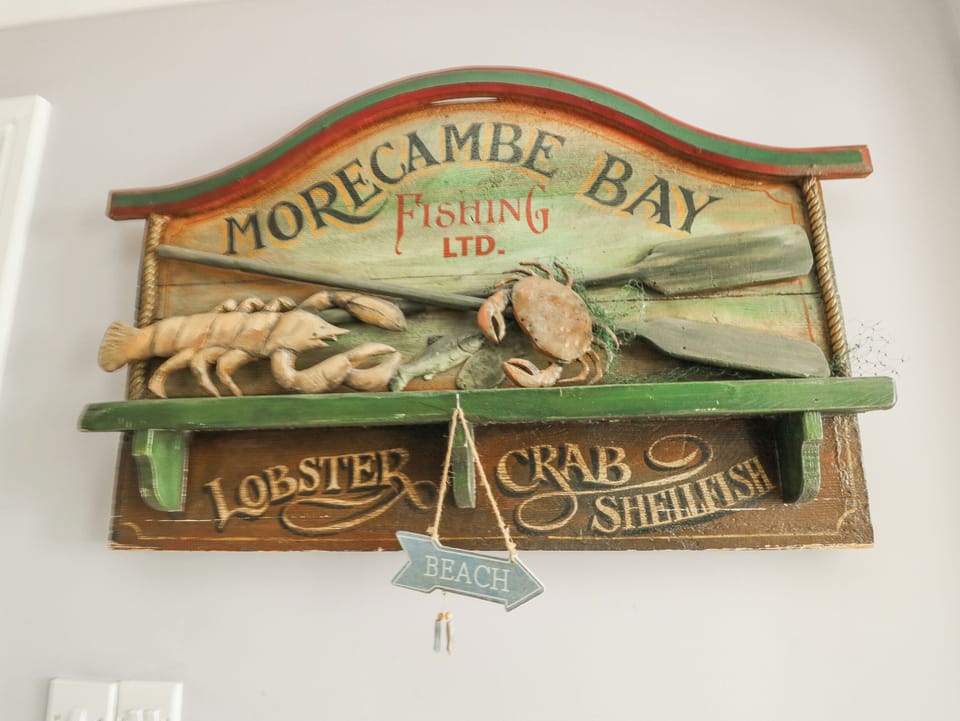 MORECAMBE BAY
FISHING
LTD.
LOBSTER CRAB
SHELLFISH
BEACH